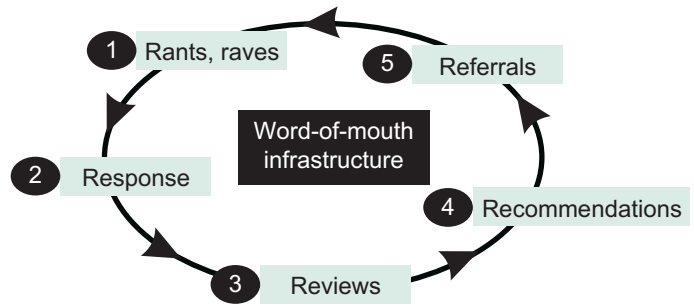 1 Rants, raves
2 Response
3 Reviews
4 Recommendations
5 Referrals
Word-of-mouth
infrastructure